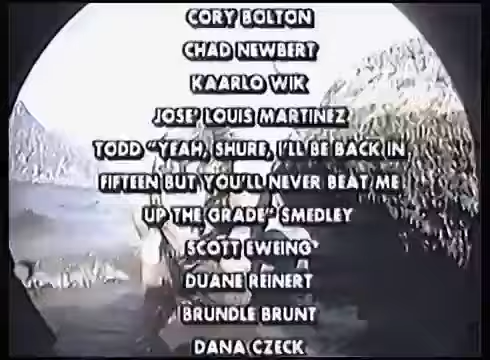 CORY BOLTON
CHAD NEWBERT
KAARLO WIK
JOSE' LOUIS MARTINEZ
TODD "YEAH, SHURE, I'LL BE BACK IN
FIFTEEN BUT YOU'LL NEVER BEAT ME
UP THE GRADE" SMEDLEY
SCOTT EWEING
DUANE REINERT
BRUNDLE BRUNT
DANA CZECK